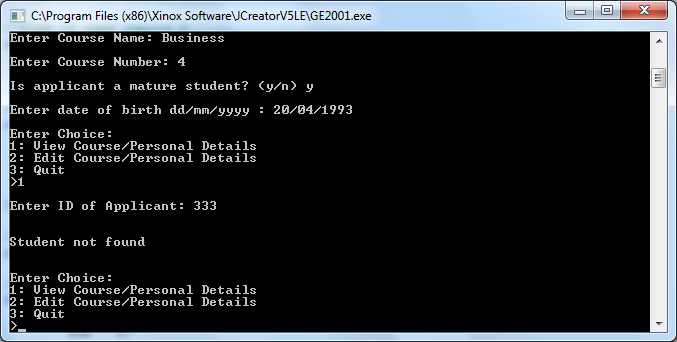 C:\Program Files (x86)\Xinox Software\JCreatorV5LE\GE2001.exe
Enter Course Name: Business
Enter Course Number: 4
Is applicant a mature student? (y/n) y
Enter date of birth dd/mm/yyyy : 20/04/1993
Enter Choice:
1: View Course/Personal Details
2: Edit Course/Personal Details
3: Quit
>1
Enter ID of Applicant: 333
Student not found
Enter Choice:
1: View Course/Personal Details
2: Edit Course/Personal Details
3: Quit
>_